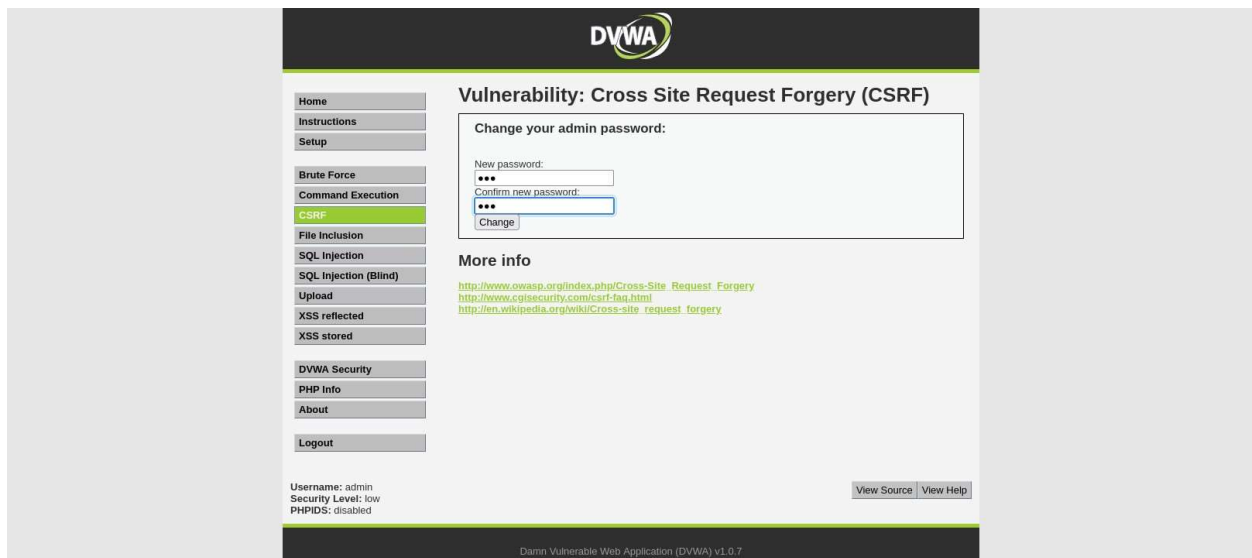 DVWA
Home
Instructions
Setup
Brute Force
Command Execution
CSRF
File Inclusion
SQL Injection
SQL Injection (Blind)
Upload
XSS reflected
XSS stored
DVWA Security
PHP Info
About
Logout
Vulnerability: Cross Site Request Forgery (CSRF)
Change your admin password:
New password:
•••
Confirm new password:
•••
Change
More info
http://www.owasp.org/index.php/Cross-Site_Request_Forgery
http://www.cgisecurity.com/csrf-faq.html
http://en.wikipedia.org/wiki/Cross-site_request_forgery
Username: admin
Security Level: low
PHPIDS: disabled
View Source View Help
Damn Vulnerable Web Application (DVWA) v1.0.7